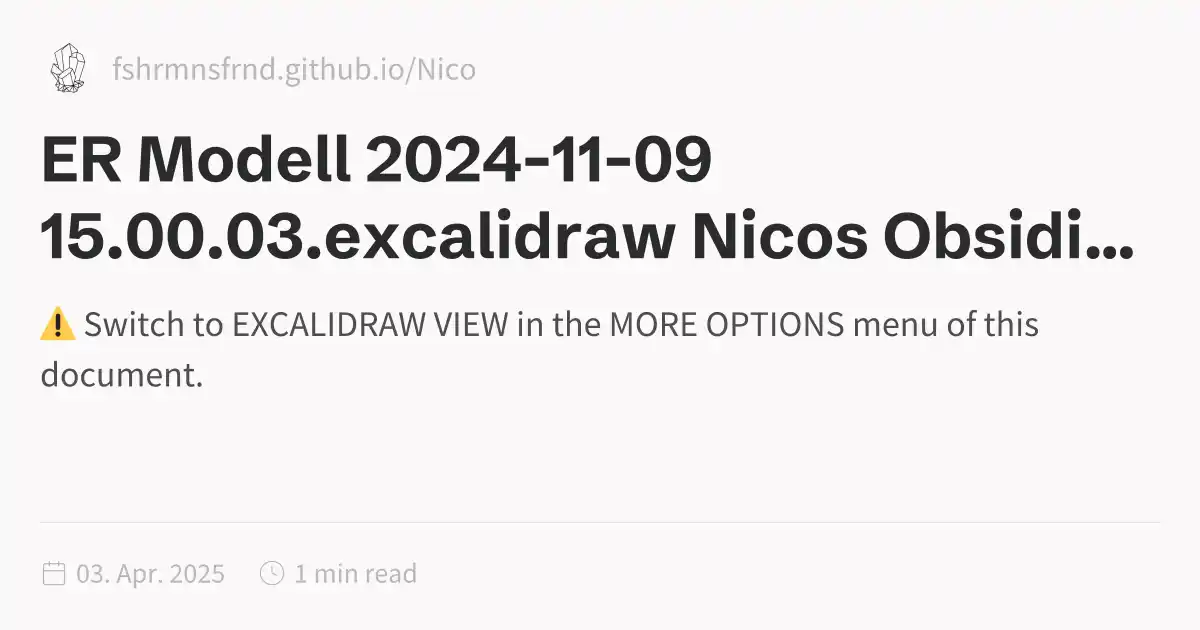 fshrmnsfrnd.github.io/Nico
ER Modell 2024-11-09
15.00.03.excalidraw Nicos Obsidi...
⚠️ Switch to EXCALIDRAW VIEW in the MORE OPTIONS menu of this
document.
03. Apr. 2025 1 min read